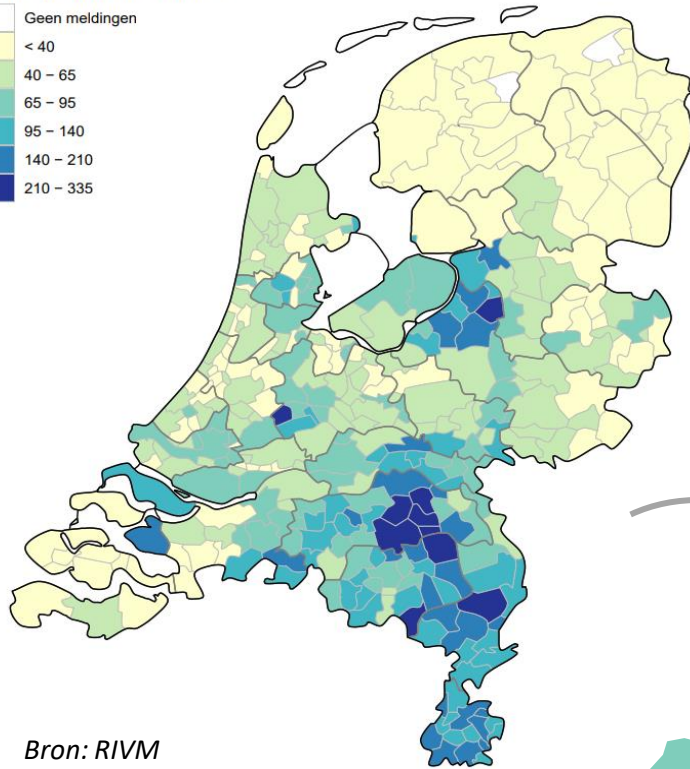 Geen meldingen
< 40
40 – 65
65 – 95
95 – 140
140 – 210
210 – 335
Bron: RIVM